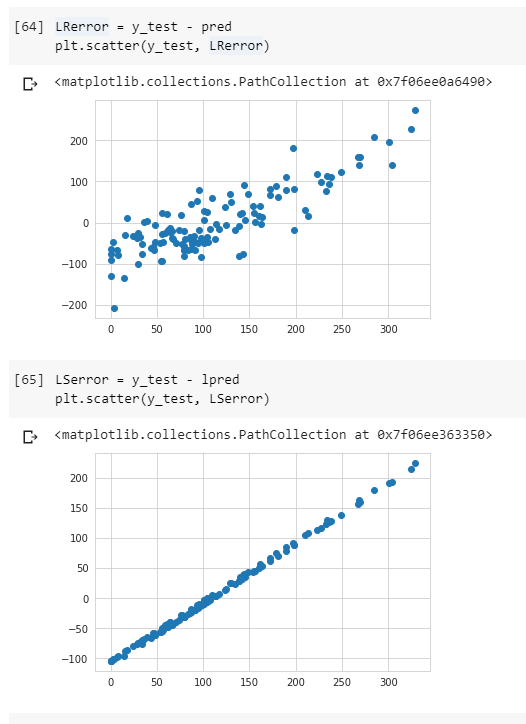 [64] LRerror = y_test - pred
plt.scatter(y_test, LRerror)
<matplotlib.collections.PathCollection at 0x7f06ee0a6490>
200
100
0
−100
−200
0 50 100 150 200 250 300
[65] LSerror = y_test - lpred
plt.scatter(y_test, LSerror)
<matplotlib.collections.PathCollection at 0x7f06ee363350>
200
150
100
50
0
−50
−100
0 50 100 150 200 250 300